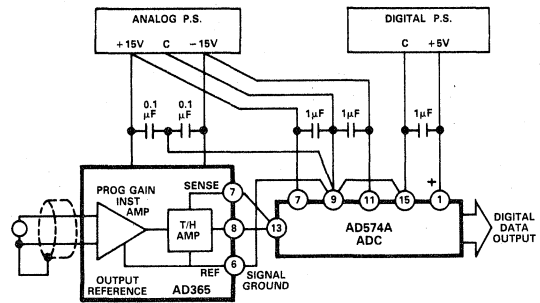 ANALOG P.S.
+15V C −15V
DIGITAL P.S.
C +5V
0.1 μF
0.1 μF
1μF
1μF
1μF
+
PROG GAIN
INST
AMP
T/H
AMP
SENSE
7
8
REF
6
OUTPUT
REFERENCE
AD365
SIGNAL
GROUND
13
7
9
11
15
1
AD574A
ADC
DIGITAL
DATA
OUTPUT